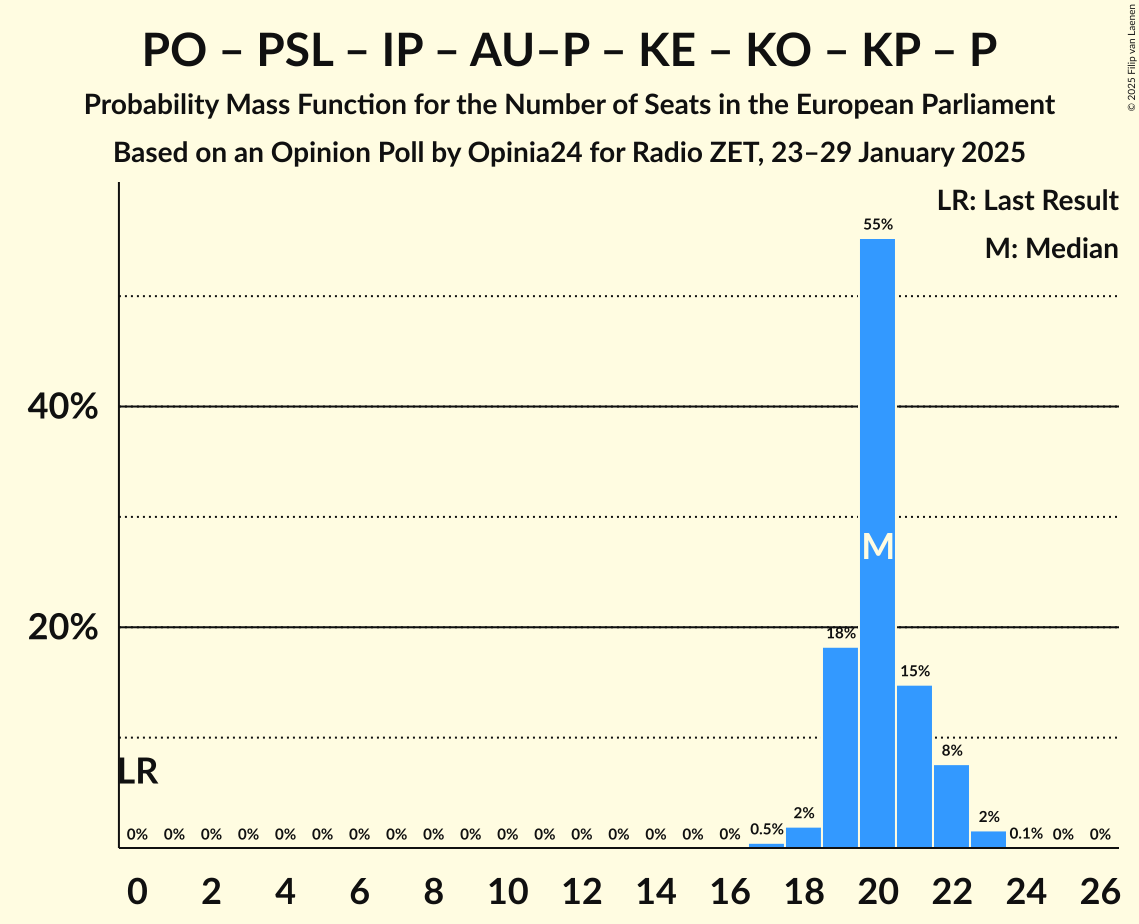 PO – PSL – IP – AU–P – KE – KO – KP – P
Probability Mass Function for the Number of Seats in the European Parliament
Based on an Opinion Poll by Opinia24 for Radio ZET, 23–29 January 2025
© 2025 Filip van Laenen
LR: Last Result
M: Median
55%
40%
M
20%
18%
15%
8%
LR
0% 0% 0% 0% 0% 0% 0% 0% 0% 0% 0% 0% 0% 0% 0% 0% 0% 0.5% 2% 2% 0.1% 0% 0%
0 2 4 6 8 10 12 14 16 18 20 22 24 26